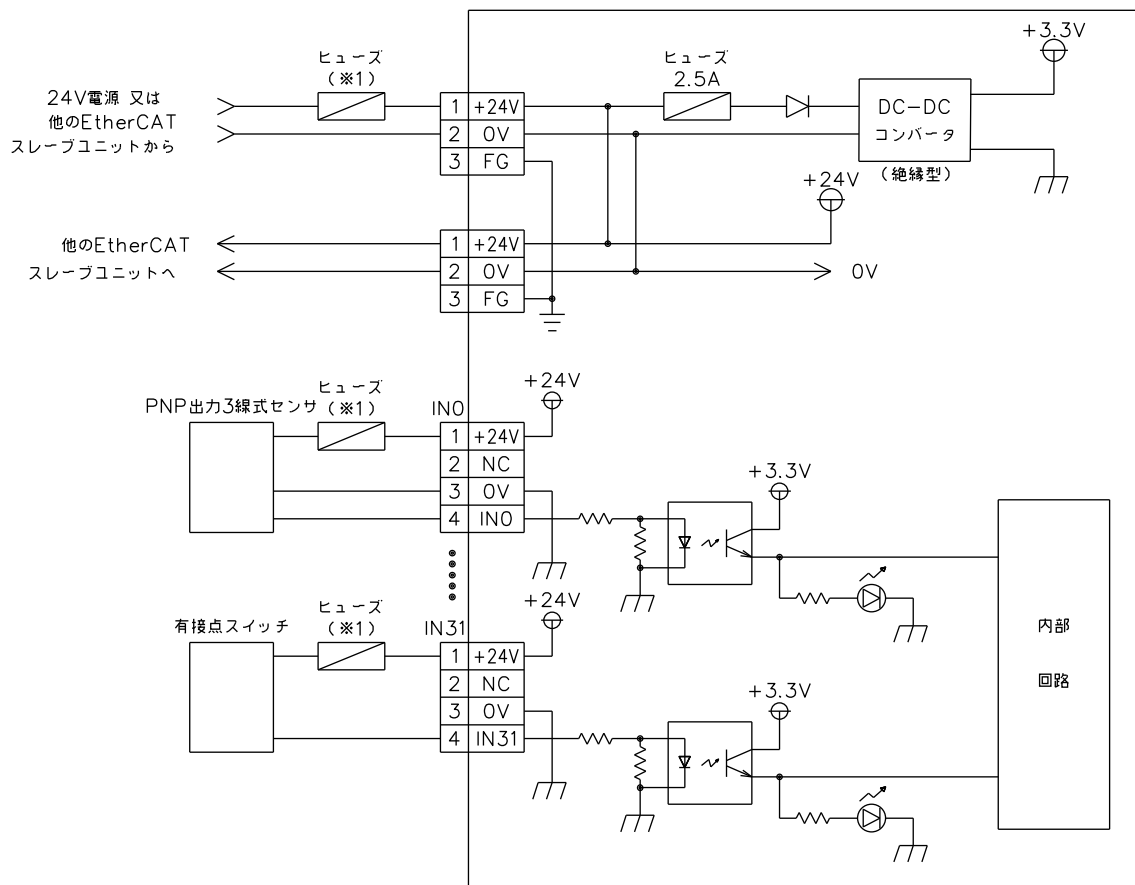 +3.3V
ヒューズ
(※1)
ヒューズ
2.5A
24V電源 又は
他のEtherCAT
スレーブユニットから
1 +24V
2 0V
3 FG
DC-DC
コンバータ
(絶縁型)
+24V
他のEtherCAT
スレーブユニットへ
1 +24V
2 0V
3 FG
0V
ヒューズ
(※1)
+24V
PNP出力3線式センサ
IN0
1 +24V
2 NC
3 0V
4 IN0
+3.3V
ヒューズ
(※1)
+24V
有接点スイッチ
IN31
1 +24V
2 NC
3 0V
4 IN31
+3.3V
内部
回路